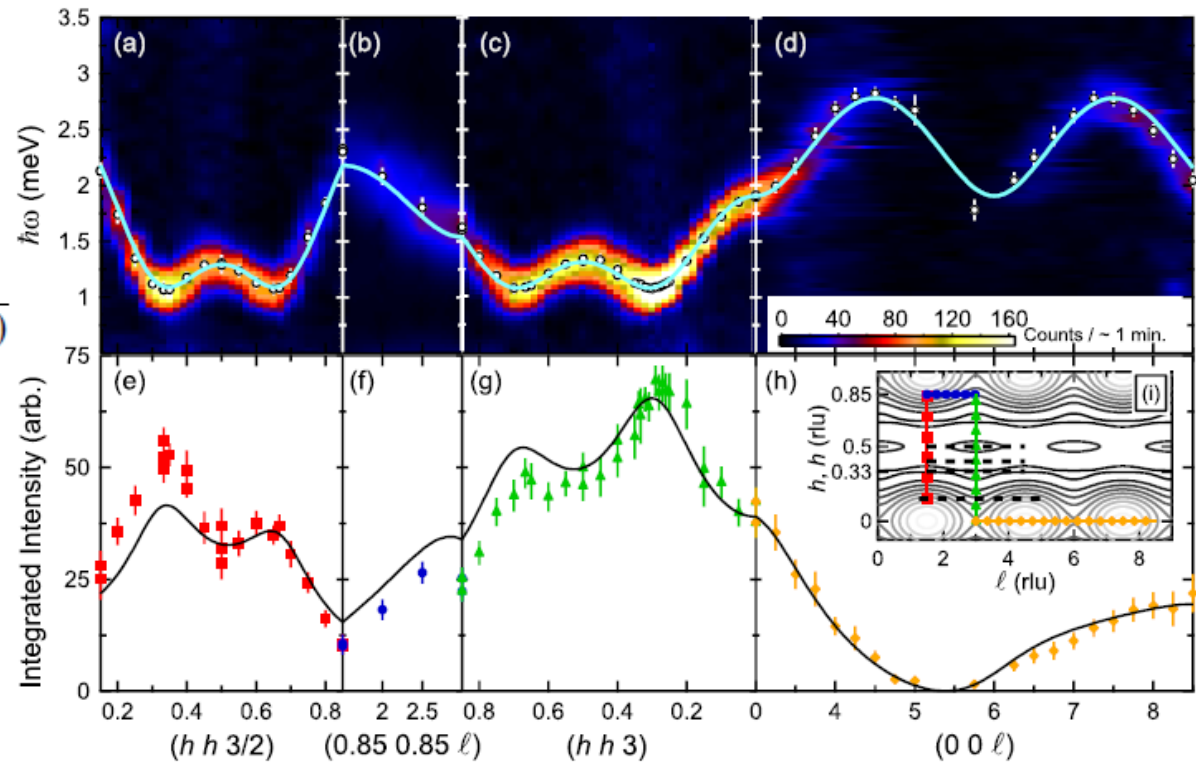 (a)
(b)
(c)
(d)
3.5
3
2.5
2
1.5
1
ħω (meV)
)
0 40 80 120 160
Counts / ~ 1 min.
75
50
25
0
Integrated Intensity (arb.)
(e)
(f)
(g)
(h)
(i)
0.85
0.5
0.33
0
h, h (rlu)
0 2 4 6 8
ℓ (rlu)
0.2 0.4 0.6 0.8 2 2.5 0.8 0.6 0.4 0.2 0 4 5 6 7 8
(h h 3/2)
(0.85 0.85 ℓ)
(h h 3)
(0 0 ℓ)